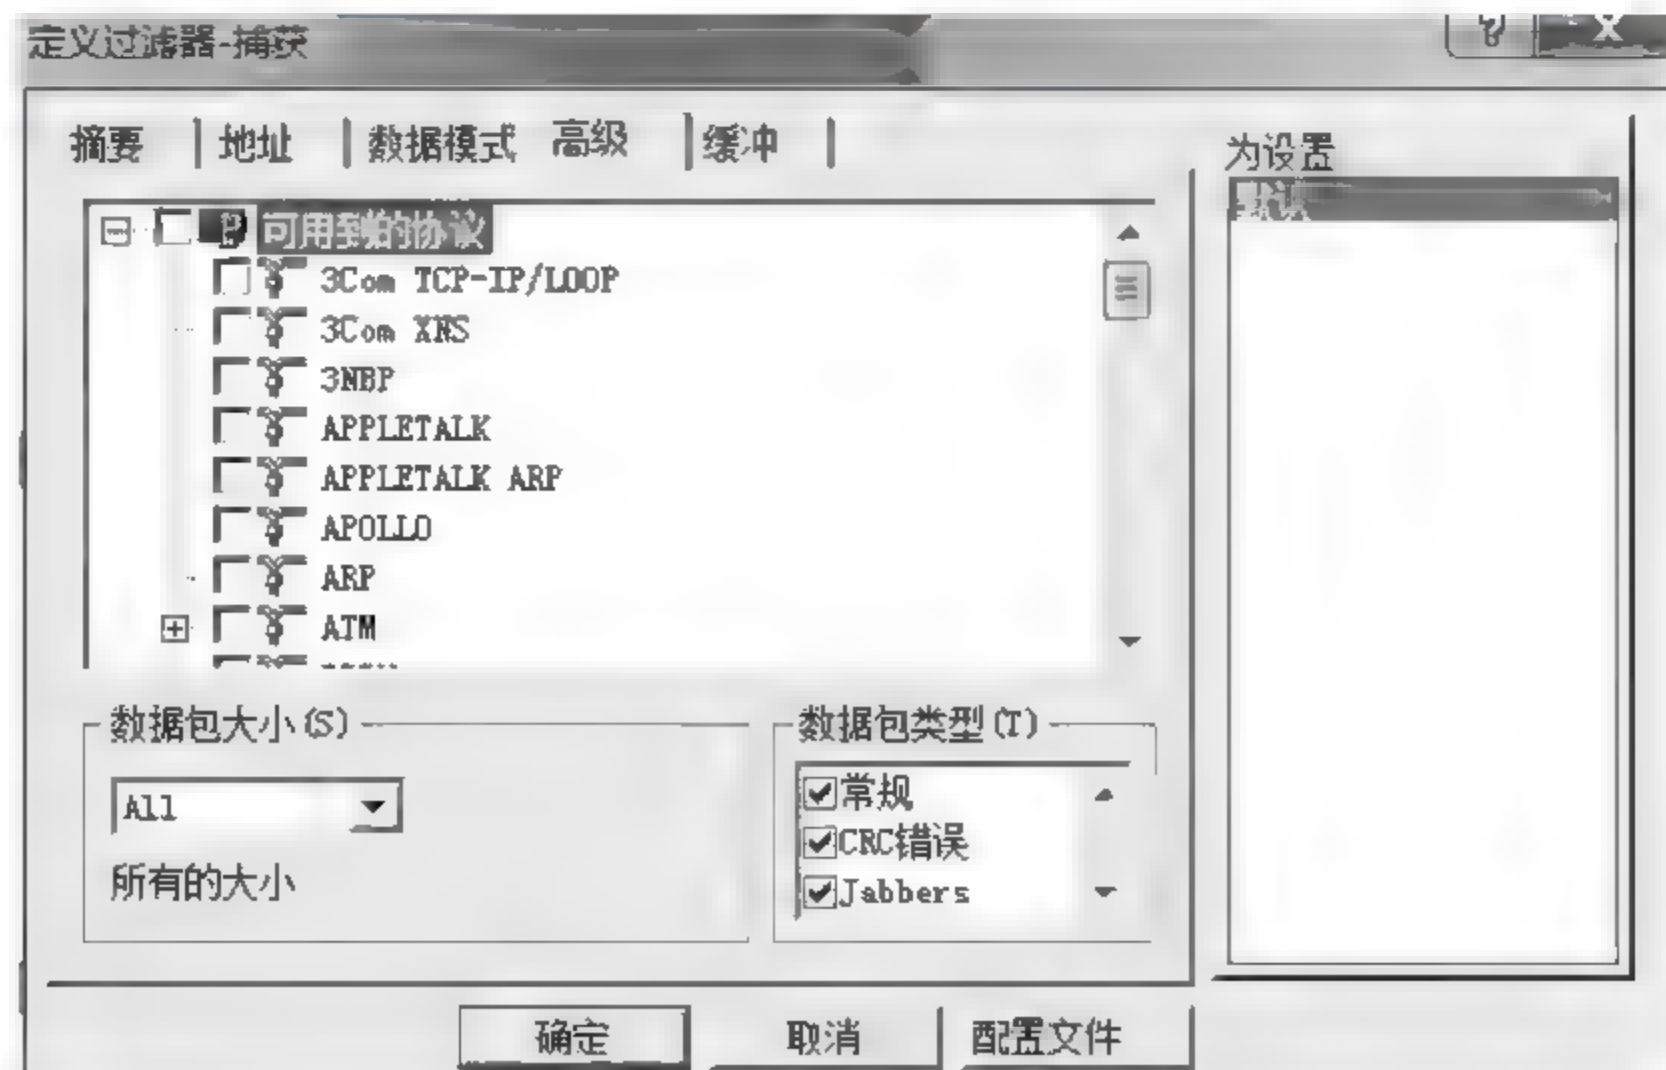 定义过滤器-捕获
摘要 地址 数据模式 高级 缓冲
为设置
默认
可用到的协议
3Com TCP-IP/LOOP
3Com XNS
3NBP
APPLETALK
APPLETALK ARP
APOLLO
ARP
ATM
数据包大小(S)
All
所有的大小
数据包类型(T)
常规
CRC错误
Jabbers
确定 取消 配置文件